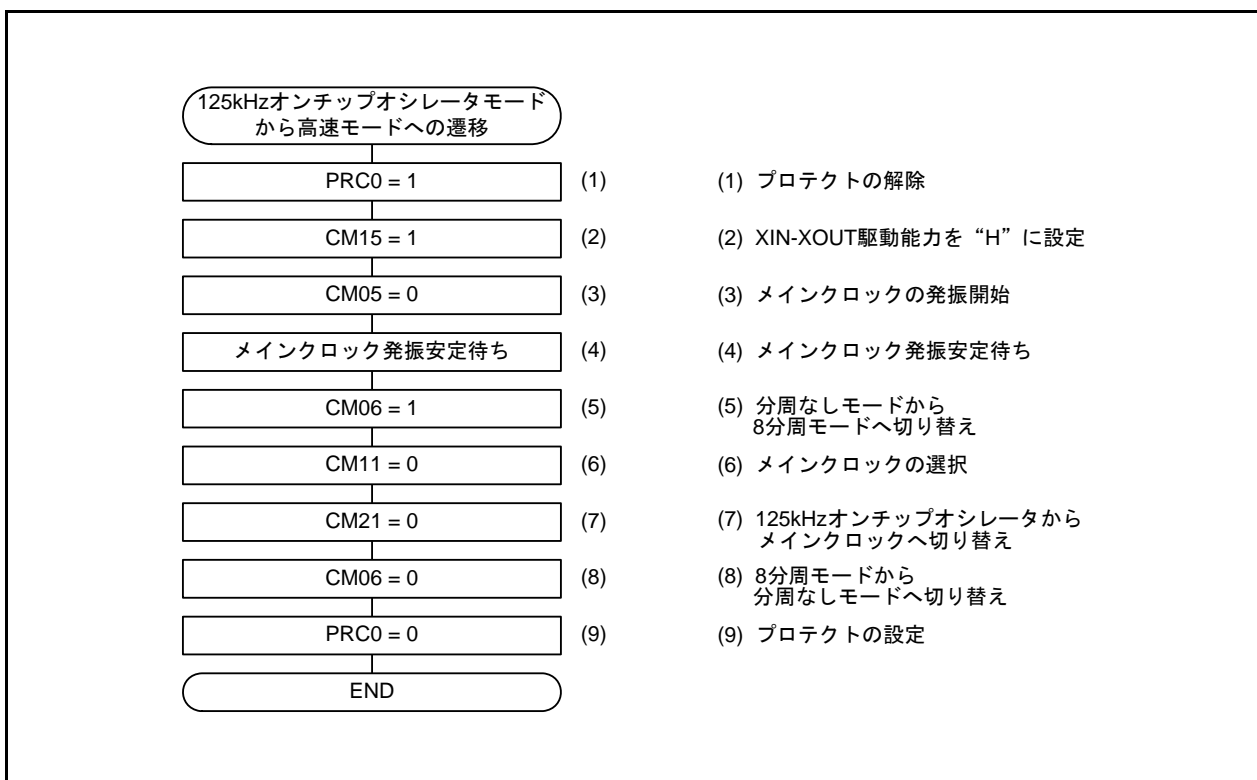 125kHzオンチップオシレータモード
から高速モードへの遷移
PRC0 = 1 (1) (1) プロテクトの解除
CM15 = 1 (2) (2) XIN-XOUT駆動能力を“H”に設定
CM05 = 0 (3) (3) メインクロックの発振開始
メインクロック発振安定待ち (4) (4) メインクロック発振安定待ち
CM06 = 1 (5) (5) 分周なしモードから
8分周モードへ切り替え
CM11 = 0 (6) (6) メインクロックの選択
CM21 = 0 (7) (7) 125kHzオンチップオシレータから
メインクロックへ切り替え
CM06 = 0 (8) (8) 8分周モードから
分周なしモードへ切り替え
PRC0 = 0 (9) (9) プロテクトの設定
END